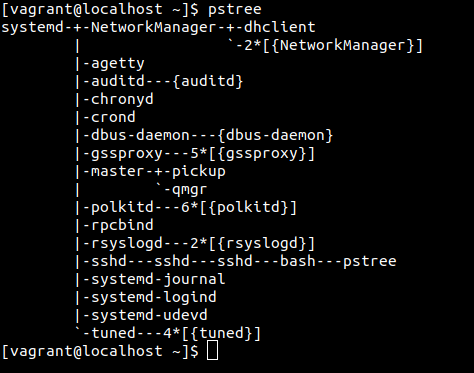 [vagrant@localhost ~]$ pstree
systemd-+-NetworkManager-+-dhclient
        |                `-2*[{NetworkManager}]
        |-agetty
        |-auditd---{auditd}
        |-chronyd
        |-crond
        |-dbus-daemon---{dbus-daemon}
        |-gssproxy---5*[{gssproxy}]
        |-master-+-pickup
        |        `-qmgr
        |-polkitd---6*[{polkitd}]
        |-rpcbind
        |-rsyslogd---2*[{rsyslogd}]
        |-sshd---sshd---sshd---bash---pstree
        |-systemd-journal
        |-systemd-logind
        |-systemd-udevd
        `-tuned---4*[{tuned}]
[vagrant@localhost ~]$